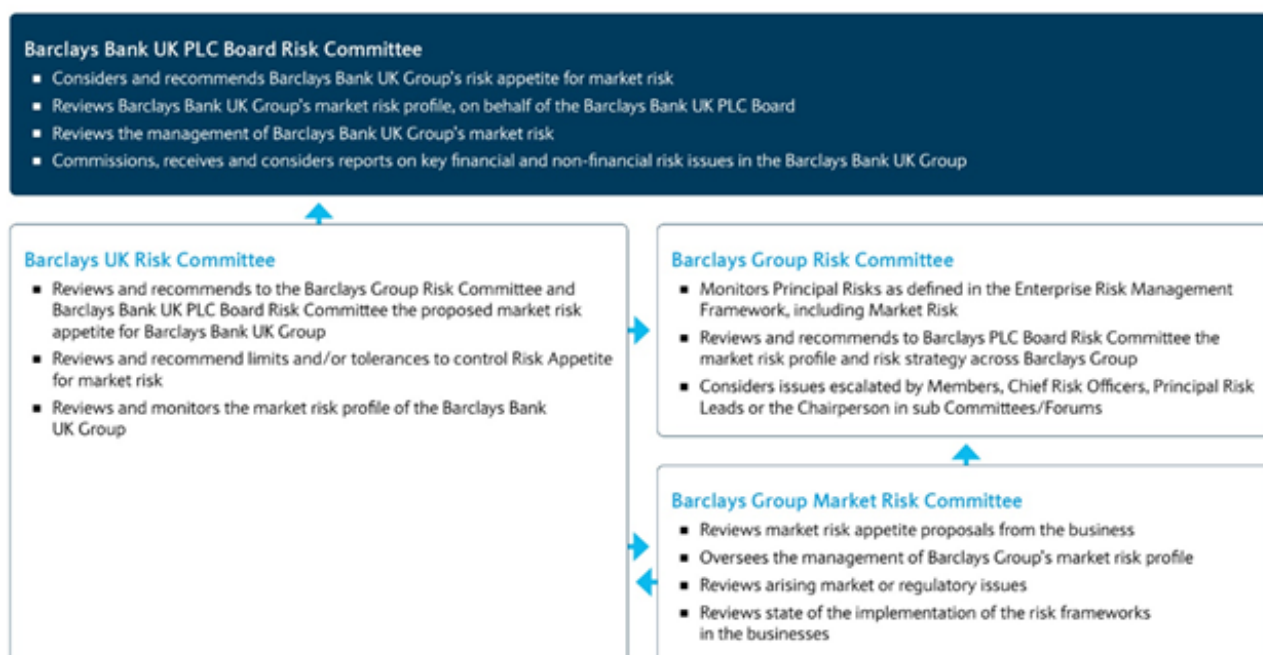 Barclays Bank UK PLC Board Risk Committee
▪ Considers and recommends Barclays Bank UK Group's risk appetite for market risk
▪ Reviews Barclays Bank UK Group's market risk profile, on behalf of the Barclays Bank UK PLC Board
▪ Reviews the management of Barclays Bank UK Group's market risk
▪ Commissions, receives and considers reports on key financial and non-financial risk issues in the Barclays Bank UK Group
Barclays UK Risk Committee
▪ Reviews and recommends to the Barclays Group Risk Committee and
Barclays Bank UK PLC Board Risk Committee the proposed market risk
appetite for Barclays Bank UK Group
▪ Reviews and recommend limits and/or tolerances to control Risk Appetite
for market risk
▪ Reviews and monitors the market risk profile of the Barclays Bank
UK Group
Barclays Group Risk Committee
▪ Monitors Principal Risks as defined in the Enterprise Risk Management
Framework, including Market Risk
▪ Reviews and recommends to Barclays PLC Board Risk Committee the
market risk profile and risk strategy across Barclays Group
▪ Considers issues escalated by Members, Chief Risk Officers, Principal Risk
Leads or the Chairperson in sub Committees/Forums
Barclays Group Market Risk Committee
▪ Reviews market risk appetite proposals from the business
▪ Oversees the management of Barclays Group's market risk profile
▪ Reviews arising market or regulatory issues
▪ Reviews state of the implementation of the risk frameworks
in the businesses